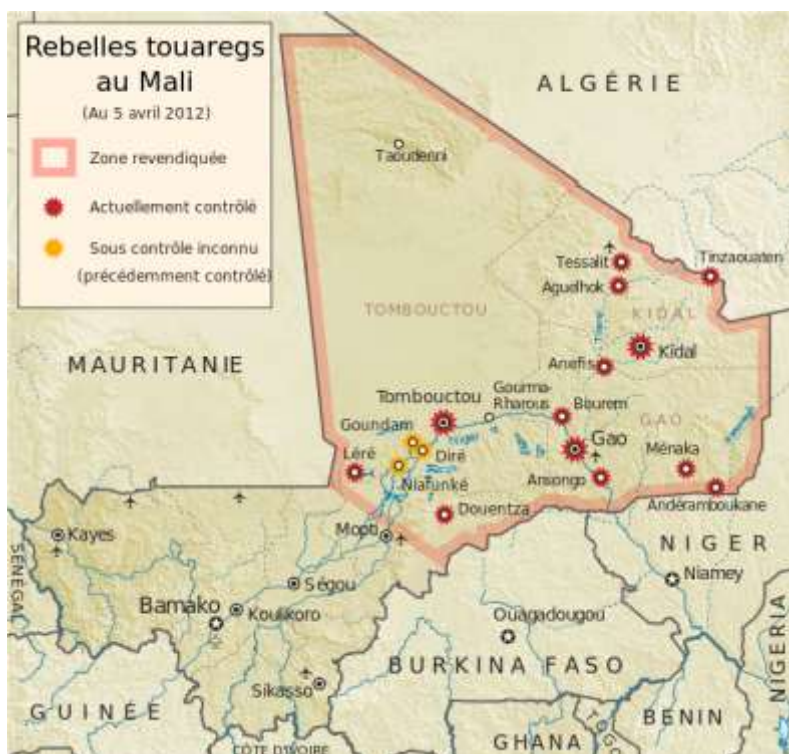 Rebelles touaregs
au Mali
(Au 5 avril 2012)
Zone revendiquée
Actuellement contrôlé
Sous contrôle inconnu
(précédemment contrôlé)
ALGÉRIE
Taoudenni
Tessalit
Tinzaouaten
Aguelhok
TOMBOUCTOU
KIDAL
Kidal
MAURITANIE
Anefis
Tombouctou
Gourma-
Rharous
Bourem
GAO
Goundam
Niger
Gao
Léré
Diré
Ménaka
Niafunké
Ansongo
Andéramboukane
Douentza
Mopti
Kayes
NIGER
SÉNÉGAL
Ségou
Niamey
Bamako
Koulikoro
Ouagadougou
NIGERIA
BURKINA FASO
Sikasso
GUINÉE
BENIN
TOGO
GHANA
CÔTE D'IVOIRE